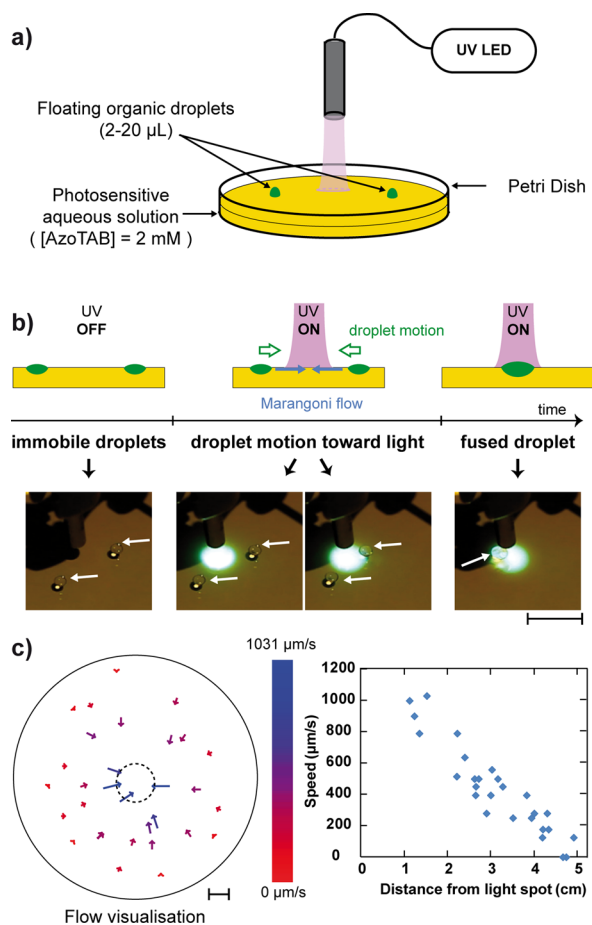 a)
UV LED
Floating organic droplets
(2-20 µL)
Petri Dish
Photosensitive
aqueous solution
( [AzoTAB] = 2 mM )
b)
UV
OFF
UV
ON
droplet motion
UV
ON
Marangoni flow
time
immobile droplets
droplet motion toward light
fused droplet
c)
1031 µm/s
0 µm/s
Flow visualisation
Speed (µm/s)
1200
1000
800
600
400
200
0
0 1 2 3 4 5
Distance from light spot (cm)